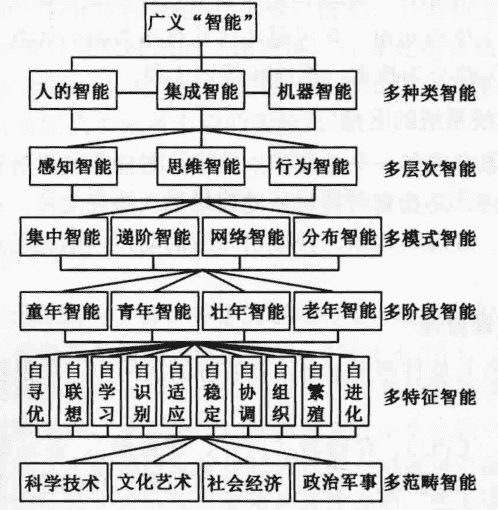 广义“智能”
人的智能 集成智能 机器智能 多种类智能
感知智能 思维智能 行为智能 多层次智能
集中智能 递阶智能 网络智能 分布智能 多模式智能
童年智能 青年智能 壮年智能 老年智能 多阶段智能
自寻优 自联想 自学习 自识别 自适应 自稳定 自协调 自组织 自繁殖 自进化 多特征智能
科学技术 文化艺术 社会经济 政治军事 多范畴智能